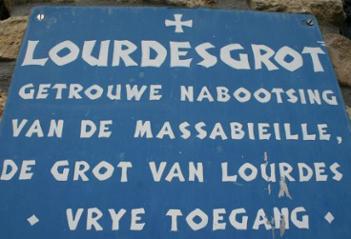 LOURDESGROT
GETROUWE NABOOTSING
VAN DE MASSABIEILLE,
DE GROT VAN LOURDES
· VRYE TOEGANG ·